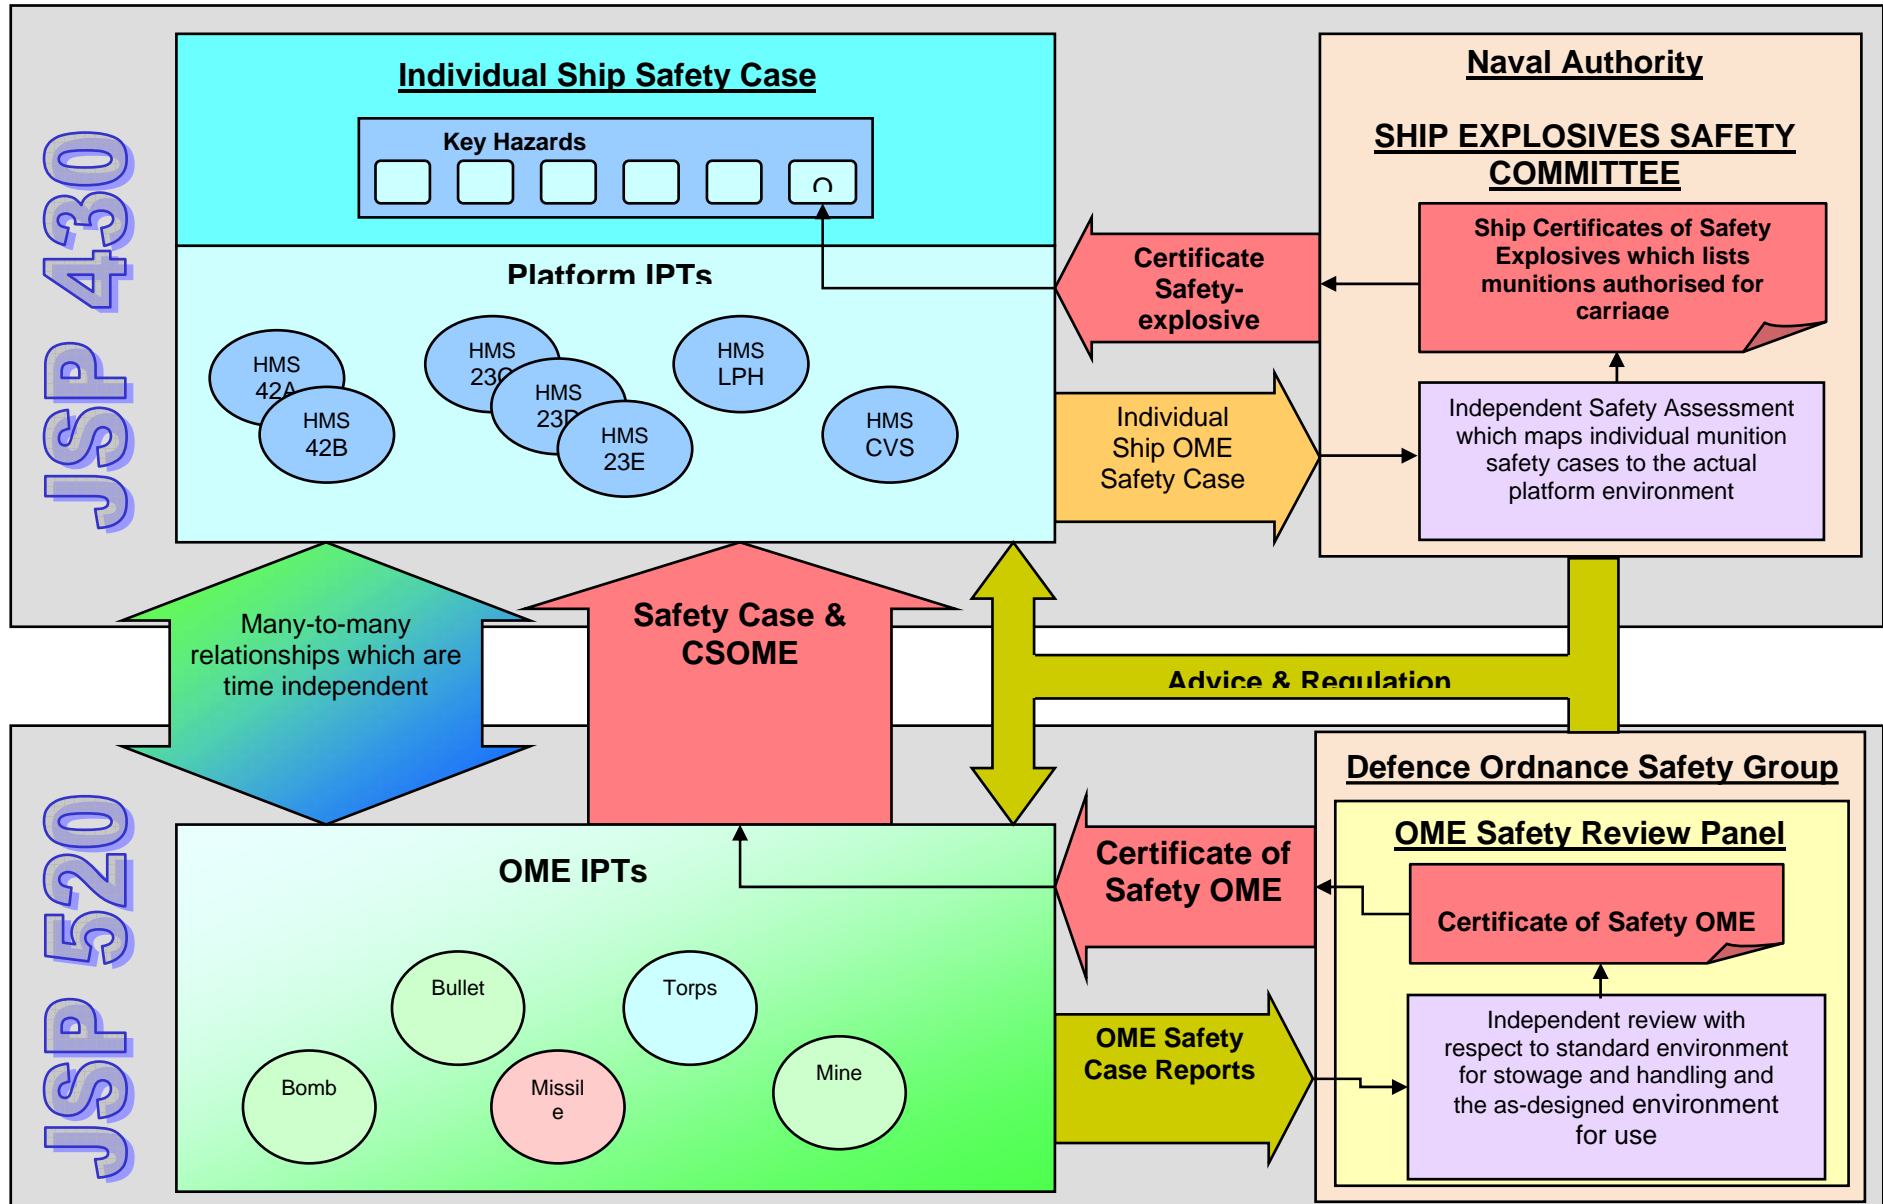 JSP 430
Individual Ship Safety Case
Key Hazards
Platform IPTs
HMS
42A
HMS
42B
HMS
HMS
HMS
23E
HMS
LPH
HMS
CVS
Certificate
Safety-
explosive
Individual
Ship OME
Safety Case
Naval Authority
SHIP EXPLOSIVES SAFETY
COMMITTEE
Ship Certificates of Safety
Explosives which lists
munitions authorised for
carriage
Independent Safety Assessment
which maps individual munition
safety cases to the actual
platform environment
Many-to-many
relationships which are
time independent
Safety Case &
CSOME
Advice & Regulation
JSP 520
OME IPTs
Bullet
Torps
Bomb
Missil
e
Mine
Certificate of
Safety OME
OME Safety
Case Reports
Defence Ordnance Safety Group
OME Safety Review Panel
Certificate of Safety OME
Independent review with
respect to standard environment
for stowage and handling and
the as-designed environment
for use